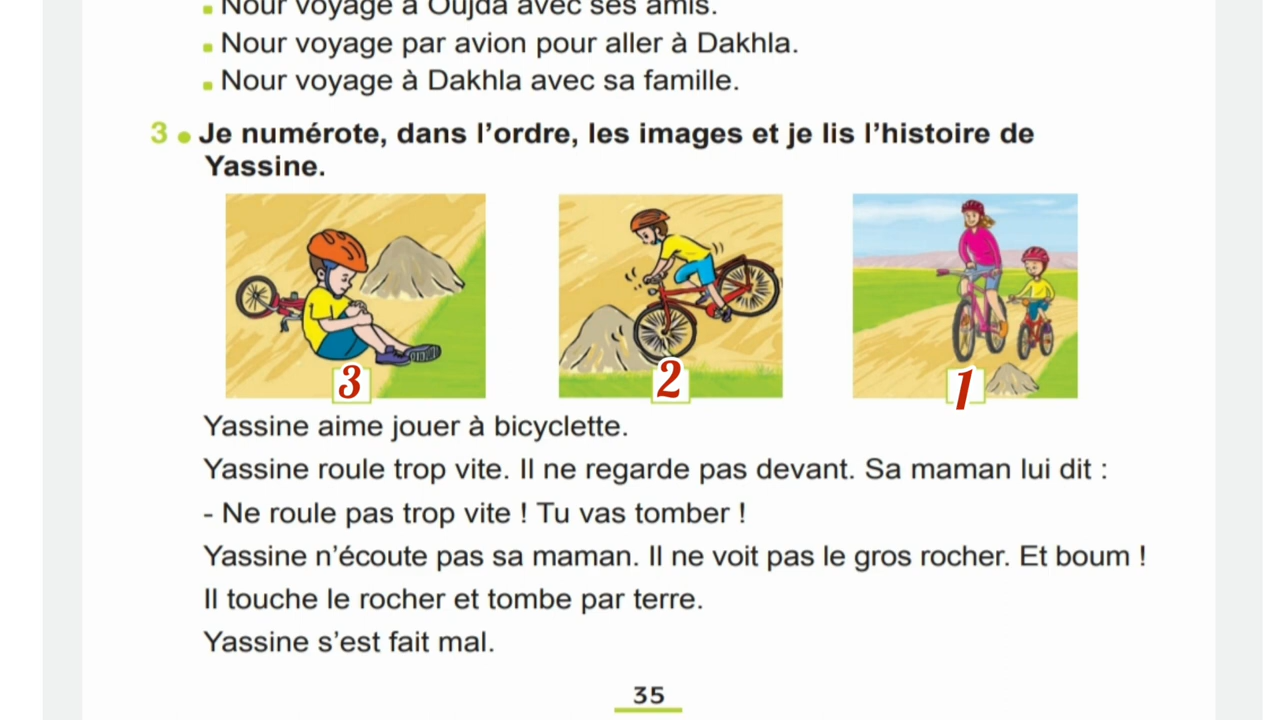 Nour voyage à Oujda avec ses amis.
Nour voyage par avion pour aller à Dakhla.
Nour voyage à Dakhla avec sa famille.
3 • Je numérote, dans l'ordre, les images et je lis l'histoire de
Yassine.
3 2 1
Yassine aime jouer à bicyclette.
Yassine roule trop vite. Il ne regarde pas devant. Sa maman lui dit :
- Ne roule pas trop vite ! Tu vas tomber !
Yassine n'écoute pas sa maman. Il ne voit pas le gros rocher. Et boum !
Il touche le rocher et tombe par terre.
Yassine s'est fait mal.
35